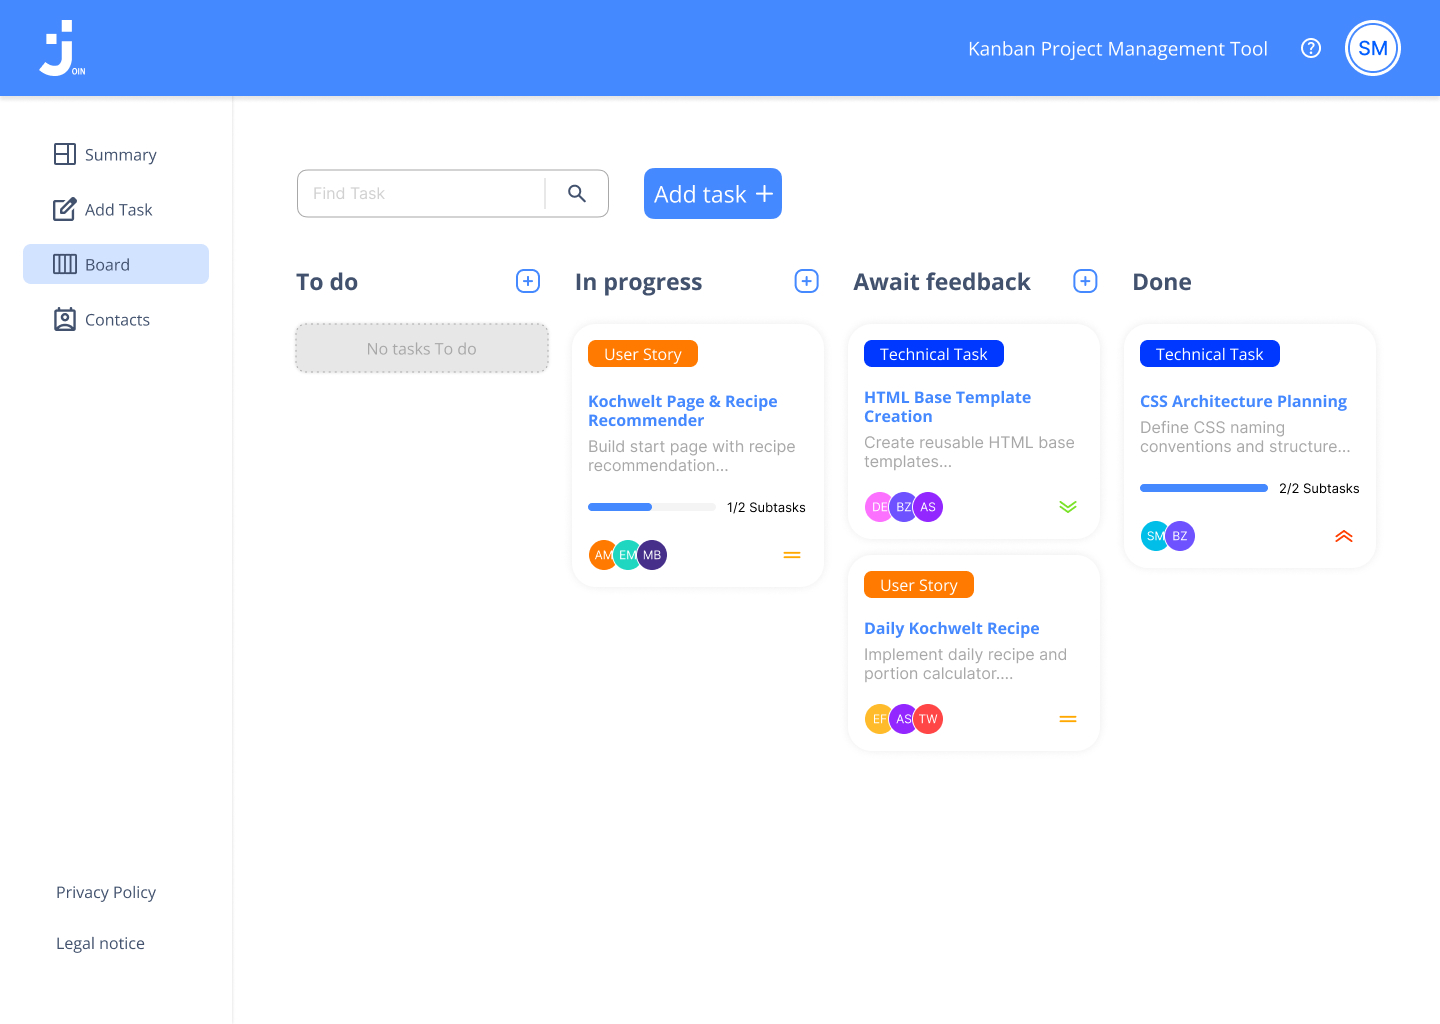 OIN
Kanban Project Management Tool
SM
Summary
Add Task
Board
Contacts
Privacy Policy
Legal notice
Find Task
Add task
To do
No tasks To do
In progress
User Story
Kochwelt Page & Recipe
Recommender
Build start page with recipe
recommendation...
1/2 Subtasks
AM
EM
MB
Await feedback
Technical Task
HTML Base Template
Creation
Create reusable HTML base
templates...
DE
BZ
AS
User Story
Daily Kochwelt Recipe
Implement daily recipe and
portion calculator....
EF
AS
TW
Done
Technical Task
CSS Architecture Planning
Define CSS naming
conventions and structure...
2/2 Subtasks
SM
BZ